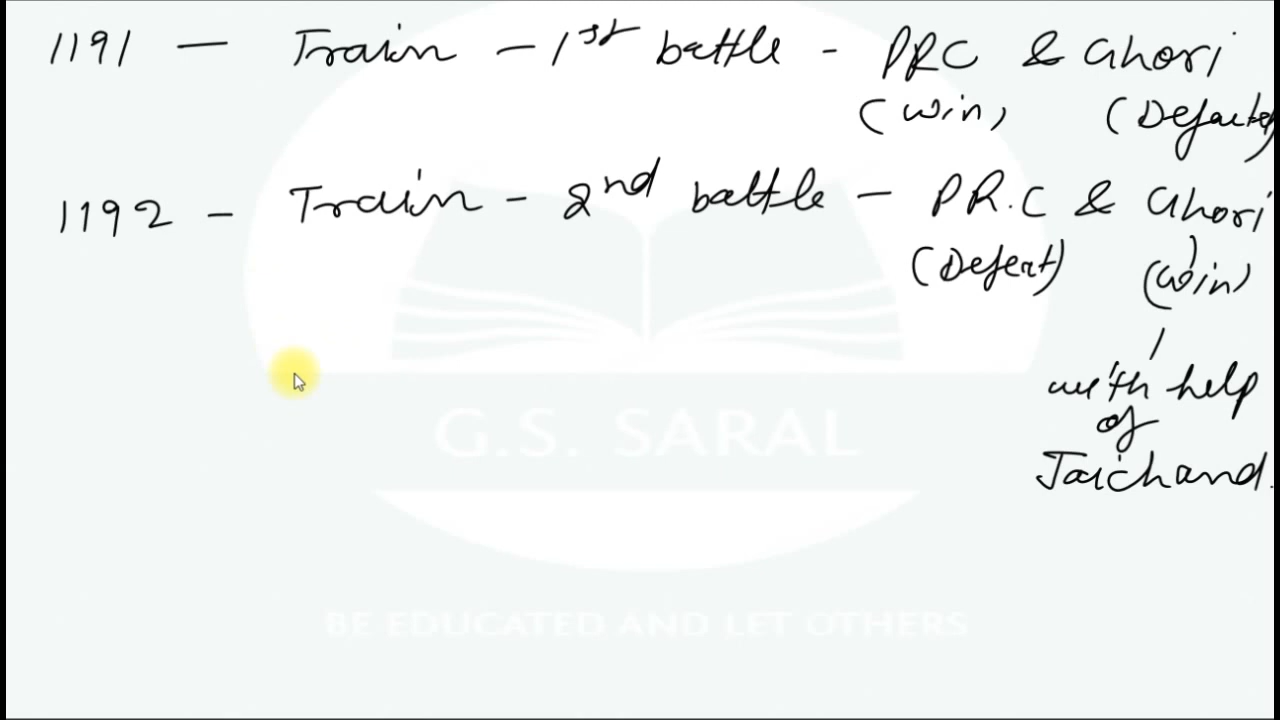 1191 — Train — 1st battle - PRC & Ghori
(win) (Defacte)
1192 - Train - 2nd battle — P.R.C & Ghori
(Defeat) (win)
with help
of
Jaichand.
G.S. SARAL
BE EDUCATED AND LET OTHERS